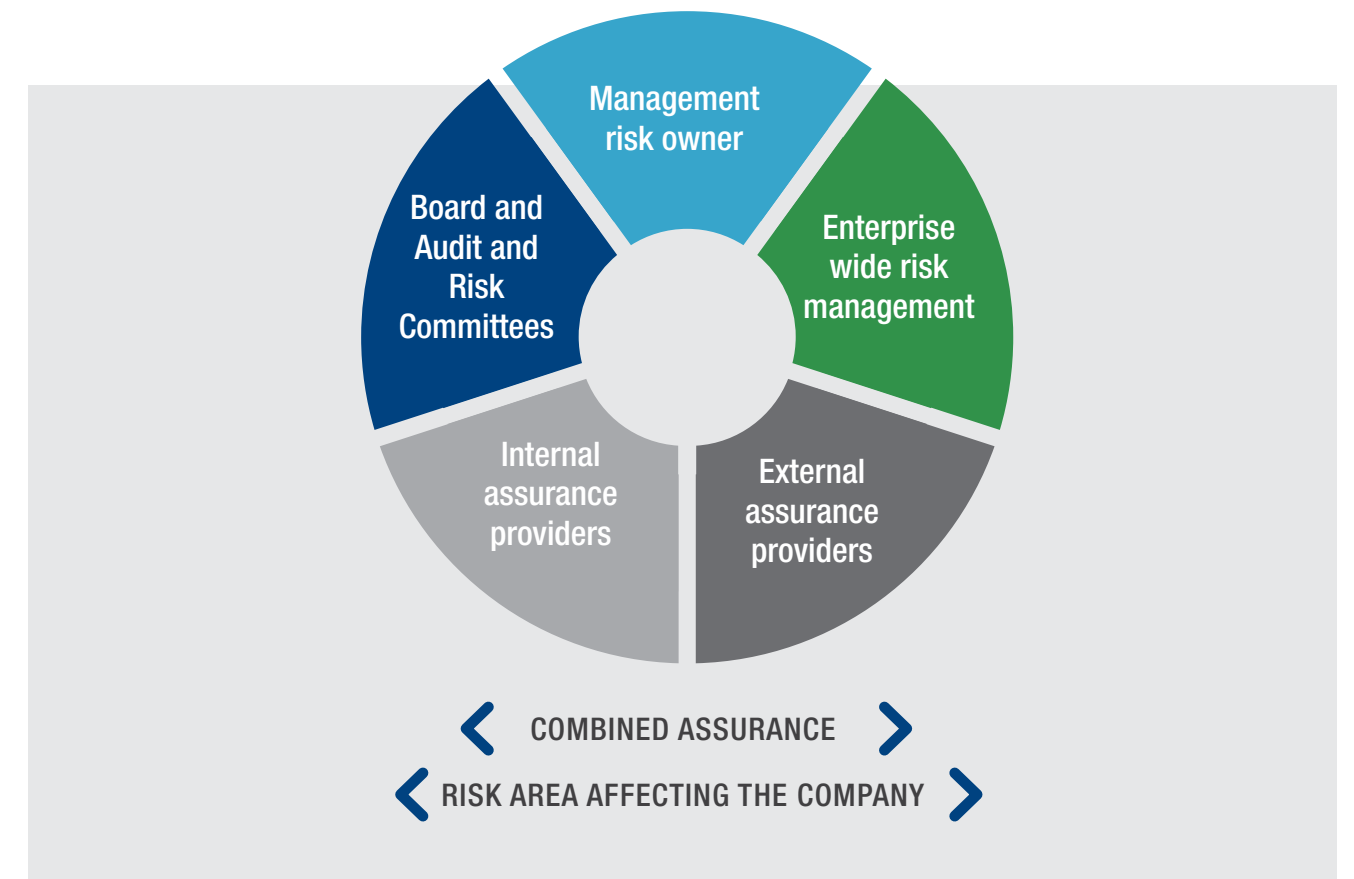 Management
risk owner
Board and
Audit and
Risk
Committees
Enterprise
wide risk
management
Internal
assurance
providers
External
assurance
providers
COMBINED ASSURANCE
RISK AREA AFFECTING THE COMPANY